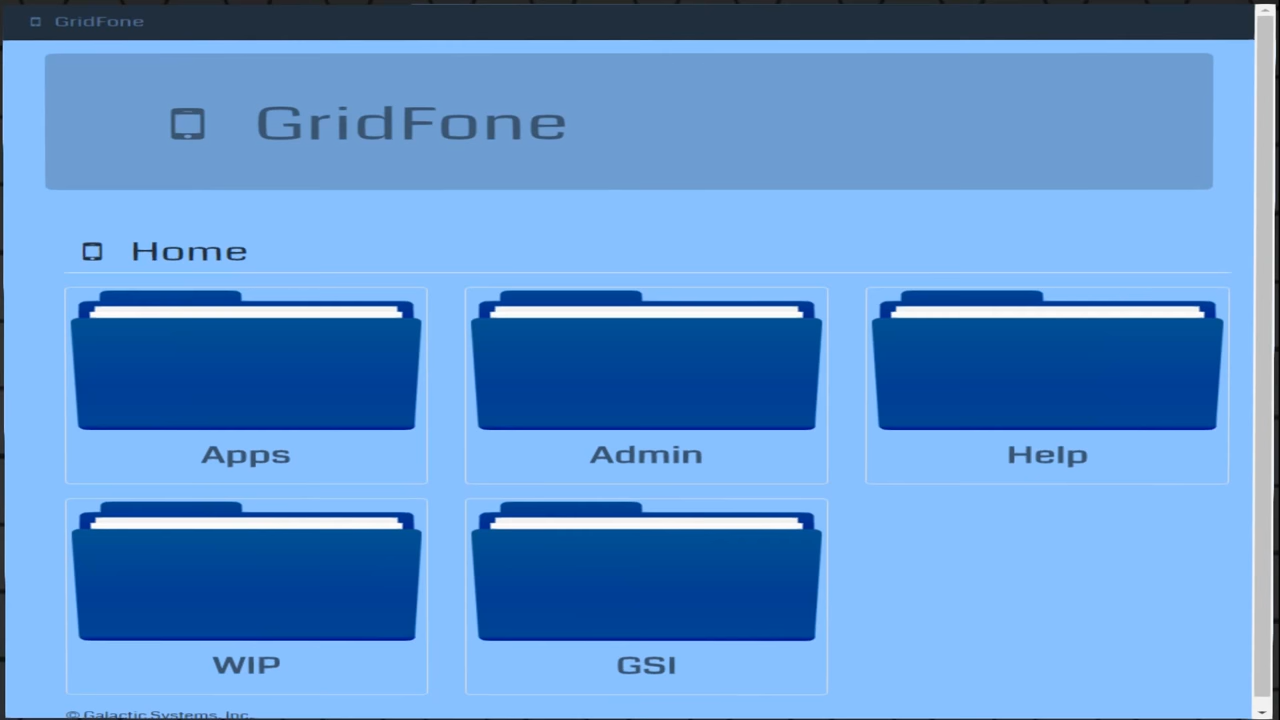 GridFone
GridFone
Home
Apps
Admin
Help
WIP
GSI
© Galactic Systems, Inc.